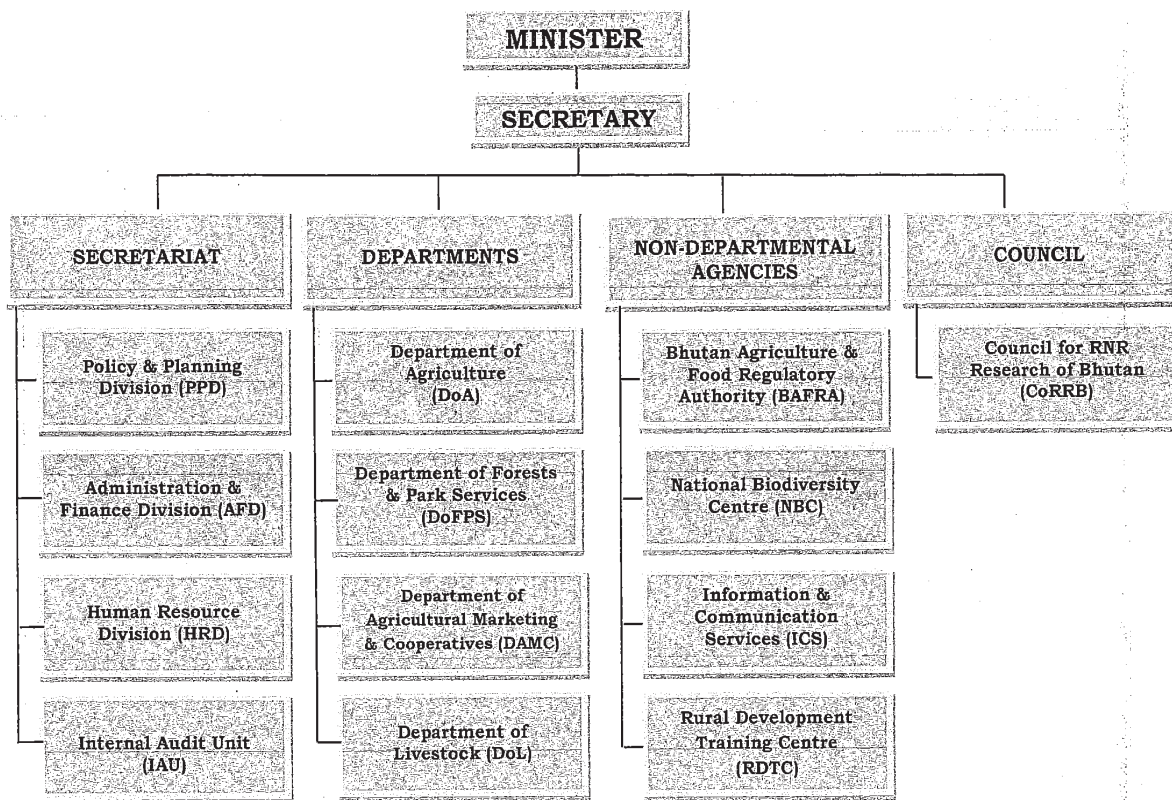 MINISTER
SECRETARY
SECRETARIAT
Policy & Planning
Division (PPD)
Administration &
Finance Division (AFD)
Human Resource
Division (HRD)
Internal Audit Unit
(IAU)
DEPARTMENTS
Department of
Agriculture
(DoA)
Department of Forests
& Park Services
(DoFPS)
Department of
Agricultural Marketing
& Cooperatives (DAMC)
Department of
Livestock (DoL)
NON-DEPARTMENTAL
AGENCIES
Bhutan Agriculture &
Food Regulatory
Authority (BAFRA)
National Biodiversity
Centre (NBC)
Information &
Communication
Services (ICS)
Rural Development
Training Centre
(RDTC)
COUNCIL
Council for RNR
Research of Bhutan
(CoRRB)